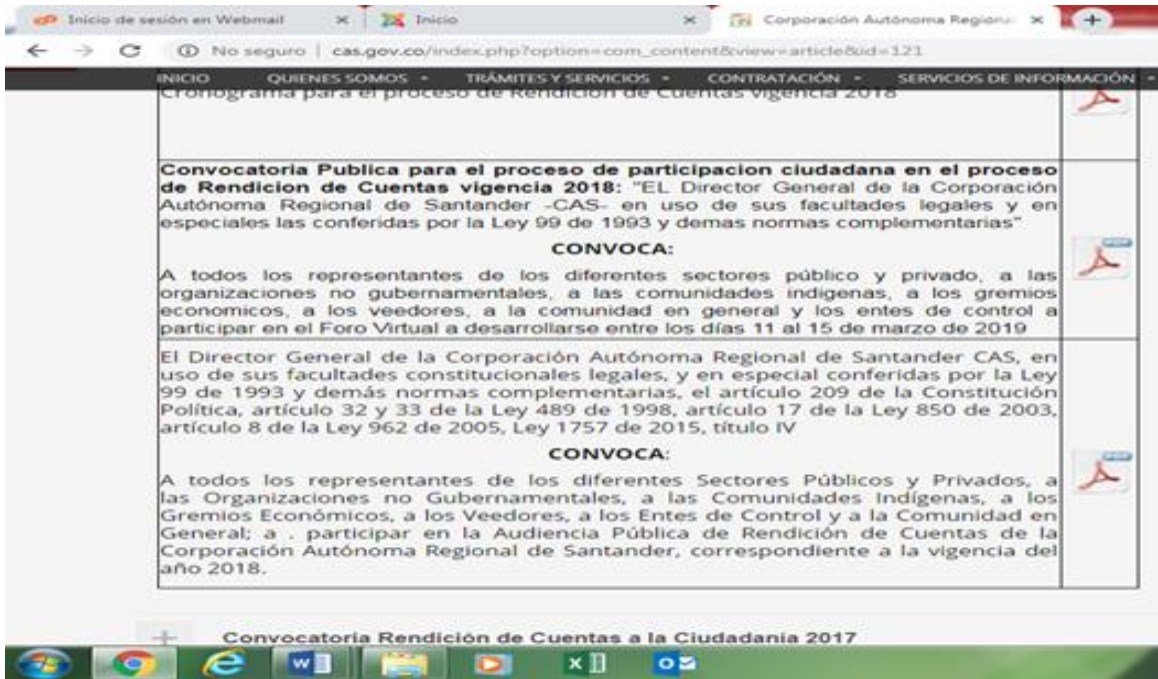 Inicio de sesión en Webmail
Inicio
Corporación Autónoma Regiona
No seguro | cas.gov.co/index.php?option=com_content&view=article&id=121
INICIO QUIENES SOMOS TRÁMITES Y SERVICIOS CONTRATACIÓN SERVICIOS DE INFORMACIÓN
Cronograma para el proceso de Rendición de Cuentas vigencia 2018
Convocatoria Publica para el proceso de participacion ciudadana en el proceso
de Rendicion de Cuentas vigencia 2018: "EL Director General de la Corporación
Autónoma Regional de Santander -CAS- en uso de sus facultades legales y en
especiales las conferidas por la Ley 99 de 1993 y demas normas complementarias"
CONVOCA:
A todos los representantes de los diferentes sectores público y privado, a las
organizaciones no gubernamentales, a las comunidades indigenas, a los gremios
economicos, a los veedores, a la comunidad en general y los entes de control a
participar en el Foro Virtual a desarrollarse entre los días 11 al 15 de marzo de 2019
El Director General de la Corporación Autónoma Regional de Santander CAS, en
uso de sus facultades constitucionales legales, y en especial conferidas por la Ley
99 de 1993 y demás normas complementarias, el artículo 209 de la Constitución
Política, artículo 32 y 33 de la Ley 489 de 1998, artículo 17 de la Ley 850 de 2003,
artículo 8 de la Ley 962 de 2005, Ley 1757 de 2015, título IV
CONVOCA:
A todos los representantes de los diferentes Sectores Públicos y Privados, a
las Organizaciones no Gubernamentales, a las Comunidades Indígenas, a los
Gremios Económicos, a los Veedores, a los Entes de Control y a la Comunidad en
General; a . participar en la Audiencia Pública de Rendición de Cuentas de la
Corporación Autónoma Regional de Santander, correspondiente a la vigencia del
año 2018.
Convocatoria Rendición de Cuentas a la Ciudadania 2017